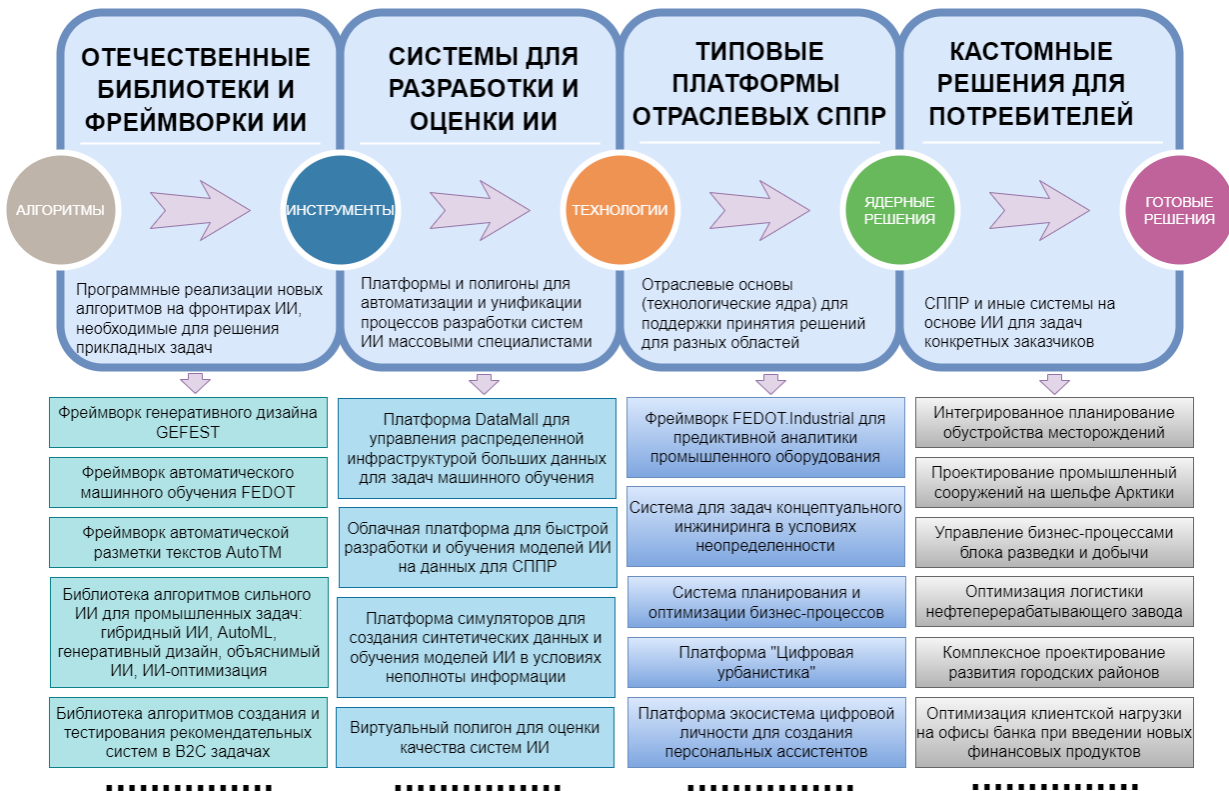 ОТЕЧЕСТВЕННЫЕ
БИБЛИОТЕКИ И
ФРЕЙМВОРКИ ИИ
СИСТЕМЫ ДЛЯ
РАЗРАБОТКИ И
ОЦЕНКИ ИИ
ТИПОВЫЕ
ПЛАТФОРМЫ
ОТРАСЛЕВЫХ СППР
КАСТОМНЫЕ
РЕШЕНИЯ ДЛЯ
ПОТРЕБИТЕЛЕЙ
АЛГОРИТМЫ
ИНСТРУМЕНТЫ
ТЕХНОЛОГИИ
ЯДЕРНЫЕ
РЕШЕНИЯ
ГОТОВЫЕ
РЕШЕНИЯ
Программные реализации новых
алгоритмов на фронтирах ИИ,
необходимые для решения
прикладных задач
Платформы и полигоны для
автоматизации и унификации
процессов разработки систем
ИИ массовыми специалистами
Отраслевые основы
(технологические ядра) для
поддержки принятия решений
для разных областей
СППР и иные системы на
основе ИИ для задач
конкретных заказчиков
Фреймворк генеративного дизайна
GEFEST
Фреймворк автоматического
машинного обучения FEDOT
Фреймворк автоматической
разметки текстов AutoTM
Библиотека алгоритмов сильного
ИИ для промышленных задач:
гибридный ИИ, AutoML,
генеративный дизайн, объяснимый
ИИ, ИИ-оптимизация
Библиотека алгоритмов создания и
тестирования рекомендательных
систем в B2C задачах
Платформа DataMall для
управления распределенной
инфраструктурой больших данных
для задач машинного обучения
Облачная платформа для быстрой
разработки и обучения моделей ИИ
на данных для СППР
Платформа симуляторов для
создания синтетических данных и
обучения моделей ИИ в условиях
неполноты информации
Виртуальный полигон для оценки
качества систем ИИ
Фреймворк FEDOT.Industrial для
предиктивной аналитики
промышленного оборудования
Система для задач концептуального
инжиниринга в условиях
неопределенности
Система планирования и
оптимизации бизнес-процессов
Платформа "Цифровая
урбанистика"
Платформа экосистема цифровой
личности для создания
персональных ассистентов
Интегрированное планирование
обустройства месторождений
Проектирование промышленный
сооружений на шельфе Арктики
Управление бизнес-процессами
блока разведки и добычи
Оптимизация логистики
нефтеперерабатывающего завода
Комплексное проектирование
развития городских районов
Оптимизация клиентской нагрузки
на офисы банка при введении новых
финансовых продуктов